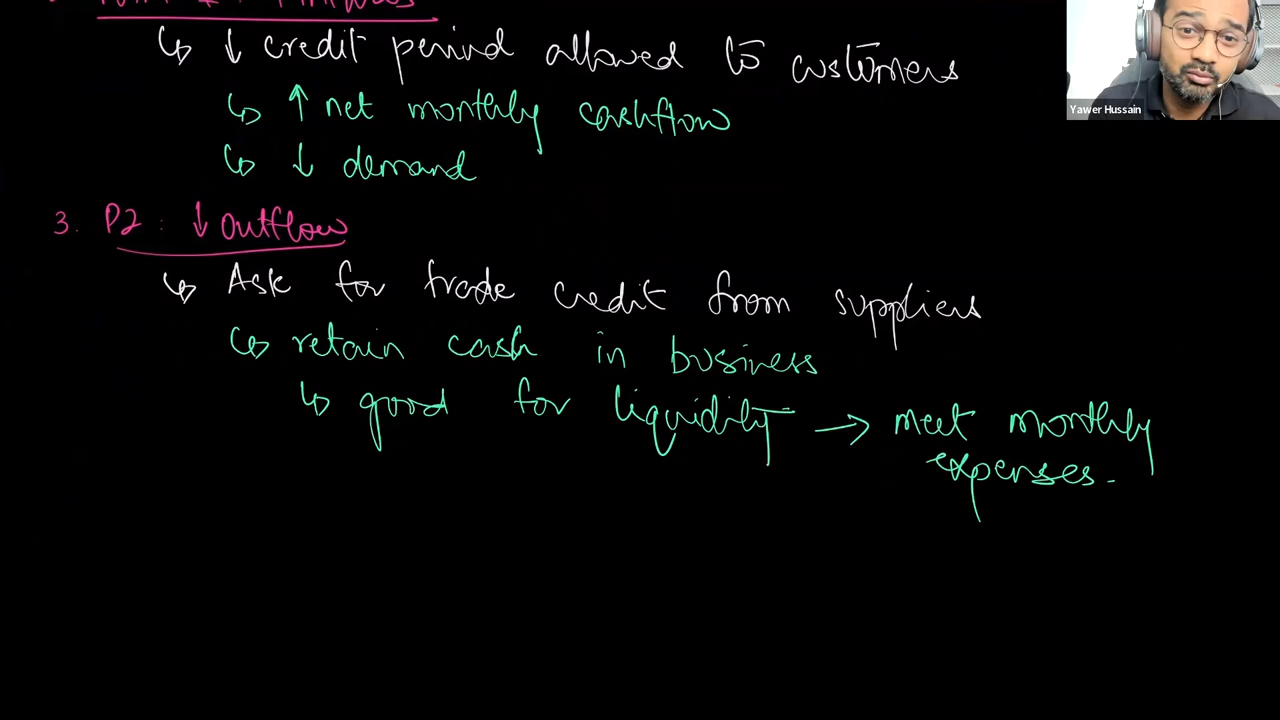 ↳ ↓ credit period allowed to customers
↳ ↑ net monthly cashflow
↳ ↓ demand
3. P2 : ↓ Outflow
↳ Ask for trade credit from suppliers
↳ retain cash in business
↳ good for liquidity → meet monthly
expenses.
Yawer Hussain